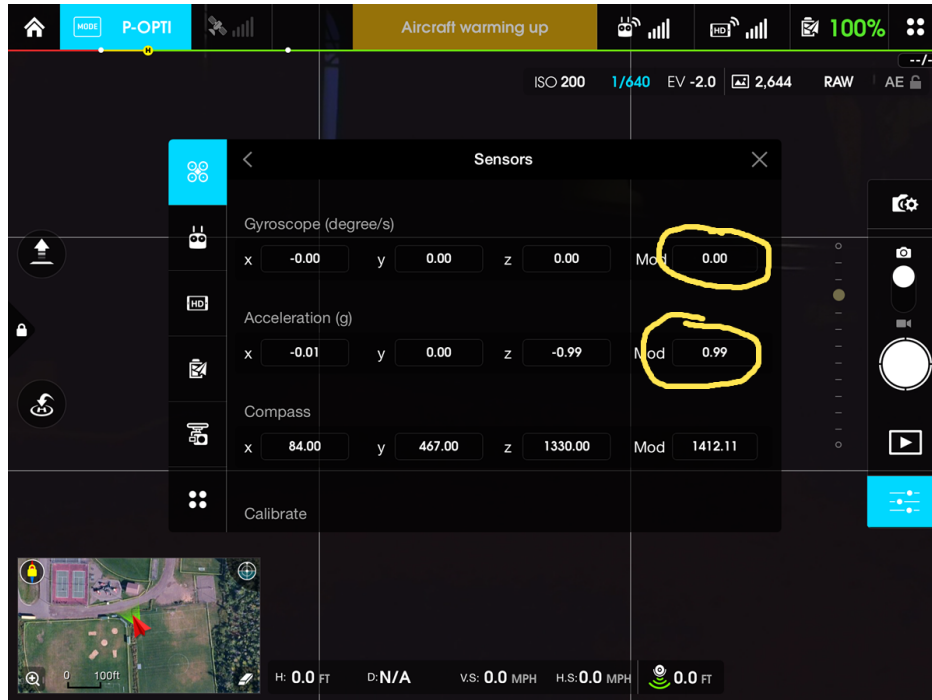 MODE P-OPTI Aircraft warming up HD 100%
H
--/-
ISO 200 1/640 EV -2.0 2,644 RAW AE
Sensors
Gyroscope (degree/s)
x -0.00 y 0.00 z 0.00 Mod 0.00
HD
Acceleration (g)
x -0.01 y 0.00 z -0.99 Mod 0.99
H
Compass
x 84.00 y 467.00 z 1330.00 Mod 1412.11
Calibrate
0 100ft
H: 0.0 FT D:N/A V.S: 0.0 MPH H.S:0.0 MPH 0.0 FT